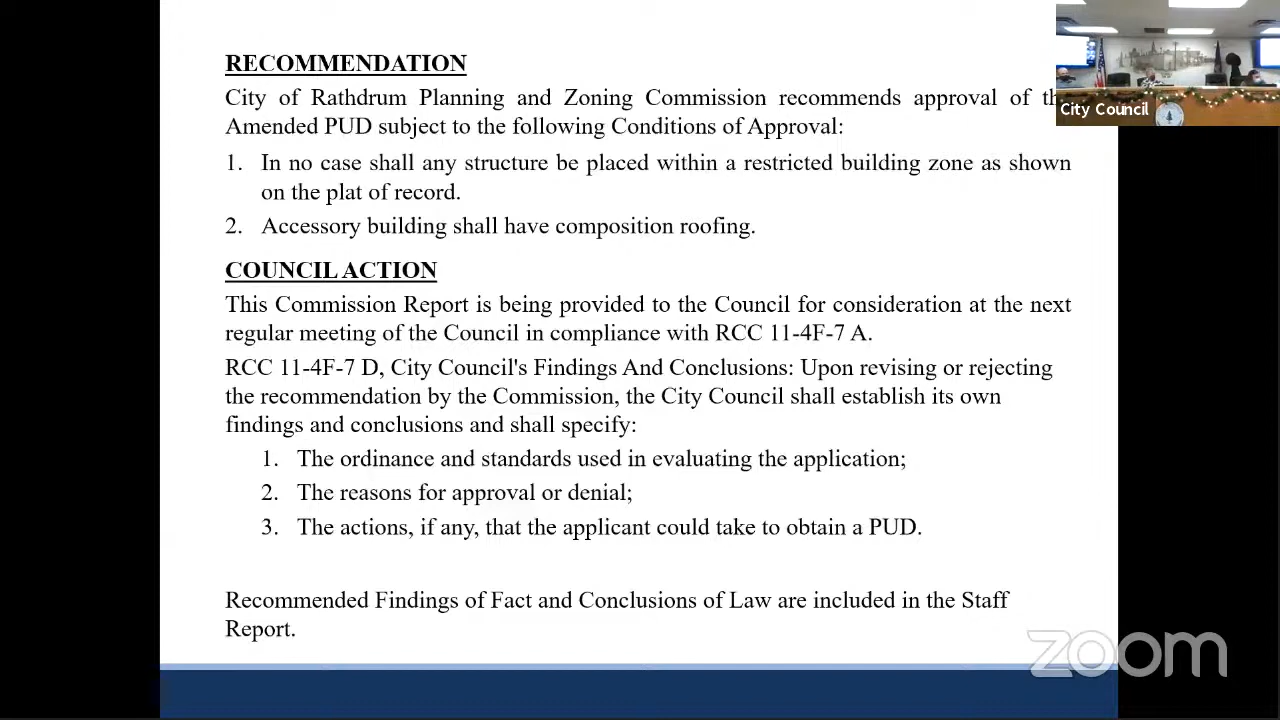 RECOMMENDATION
City of Rathdrum Planning and Zoning Commission recommends approval of
Amended PUD subject to the following Conditions of Approval:
1. In no case shall any structure be placed within a restricted building zone as shown
on the plat of record.
2. Accessory building shall have composition roofing.
COUNCIL ACTION
This Commission Report is being provided to the Council for consideration at the next
regular meeting of the Council in compliance with RCC 11-4F-7 A.
RCC 11-4F-7 D, City Council's Findings And Conclusions: Upon revising or rejecting
the recommendation by the Commission, the City Council shall establish its own
findings and conclusions and shall specify:
1. The ordinance and standards used in evaluating the application;
2. The reasons for approval or denial;
3. The actions, if any, that the applicant could take to obtain a PUD.
Recommended Findings of Fact and Conclusions of Law are included in the Staff
Report.
City Council
zoom